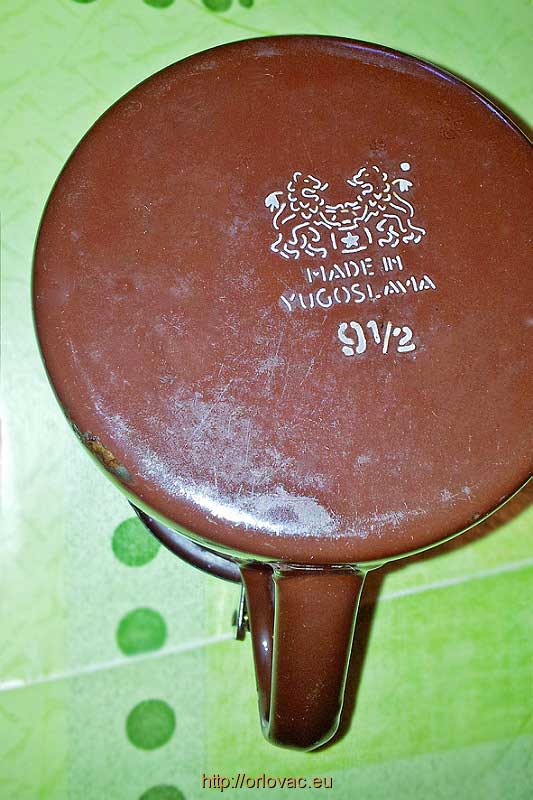 MADE IN
YUGOSLAVIA
9 1/2
http://orlovac.eu